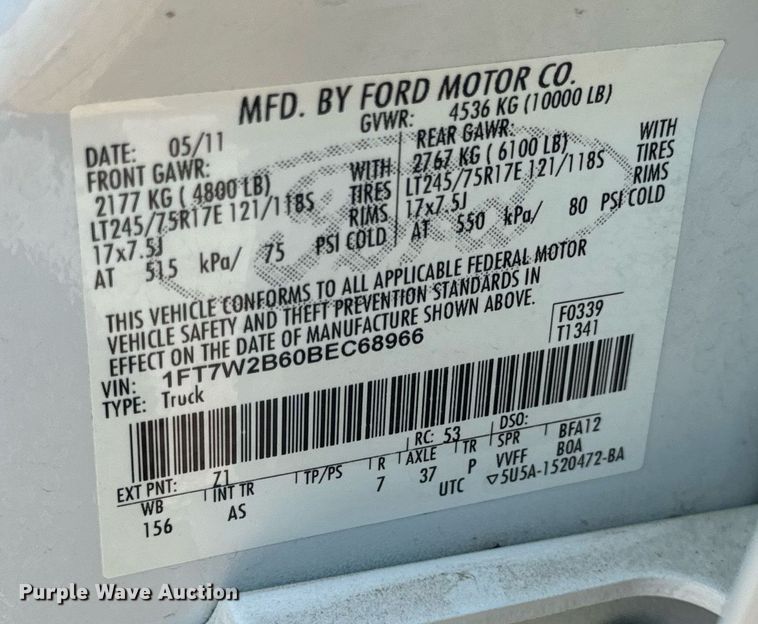 MFD. BY FORD MOTOR CO.
DATE: 05/11 GVWR: 4536 KG (10000 LB)
FRONT GAWR: REAR GAWR:
2177 KG ( 4800 LB) WITH 2767 KG ( 6100 LB) WITH
LT245/75R17E 121/118S TIRES LT245/75R17E 121/118S TIRES
17x7.5J RIMS 17x7.5J RIMS
AT 515 kPa/ 75 PSI COLD AT 550 kPa/ 80 PSI COLD
THIS VEHICLE CONFORMS TO ALL APPLICABLE FEDERAL MOTOR
VEHICLE SAFETY AND THEFT PREVENTION STANDARDS IN
EFFECT ON THE DATE OF MANUFACTURE SHOWN ABOVE.
VIN: 1FT7W2B60BEC68966 F0339
TYPE: Truck T1341
EXT PNT: Z1 RC: 53 DSO:
WB INT TR TP/PS R AXLE TR SPR BFA12
156 AS 7 37 P VVFF BOA
UTC ▽5U5A-1520472-BA
Purple Wave Auction